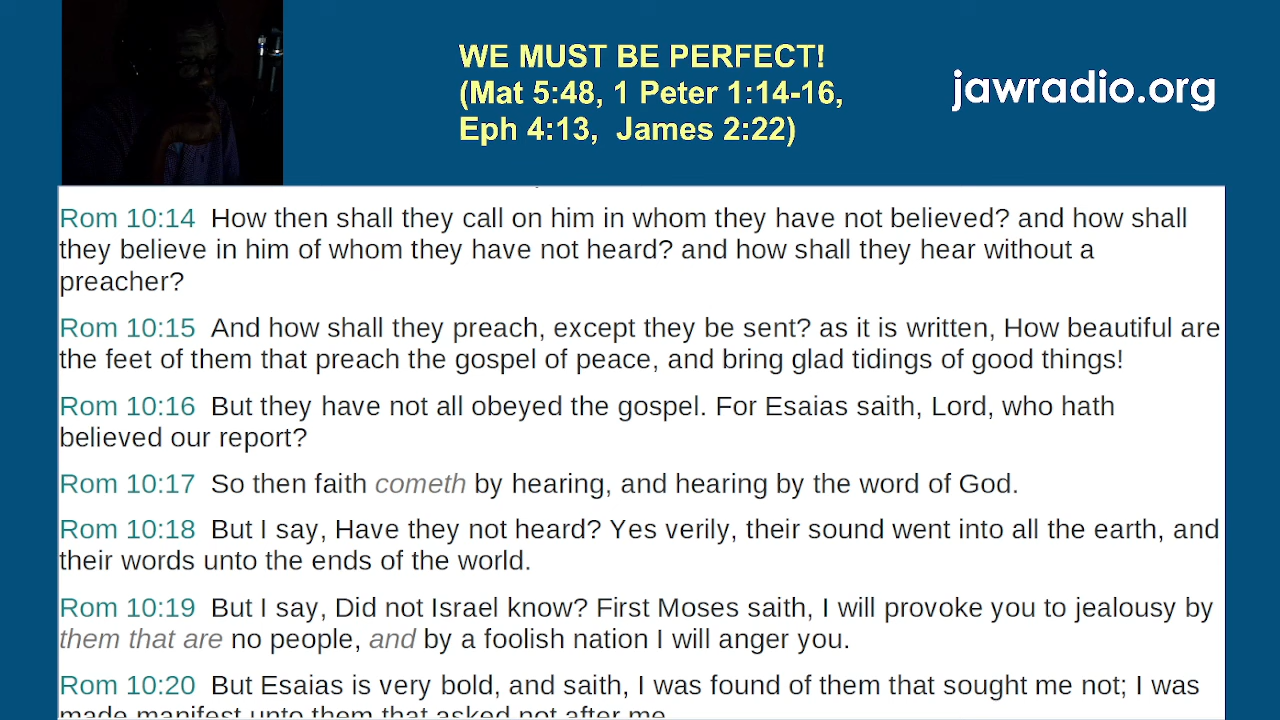 WE MUST BE PERFECT!
(Mat 5:48, 1 Peter 1:14-16,
Eph 4:13, James 2:22)
jawradio.org
Rom 10:14 How then shall they call on him in whom they have not believed? and how shall
they believe in him of whom they have not heard? and how shall they hear without a
preacher?
Rom 10:15 And how shall they preach, except they be sent? as it is written, How beautiful are
the feet of them that preach the gospel of peace, and bring glad tidings of good things!
Rom 10:16 But they have not all obeyed the gospel. For Esaias saith, Lord, who hath
believed our report?
Rom 10:17 So then faith cometh by hearing, and hearing by the word of God.
Rom 10:18 But I say, Have they not heard? Yes verily, their sound went into all the earth, and
their words unto the ends of the world.
Rom 10:19 But I say, Did not Israel know? First Moses saith, I will provoke you to jealousy by
them that are no people, and by a foolish nation I will anger you.
Rom 10:20 But Esaias is very bold, and saith, I was found of them that sought me not; I was
made manifest unto them that asked not after me.